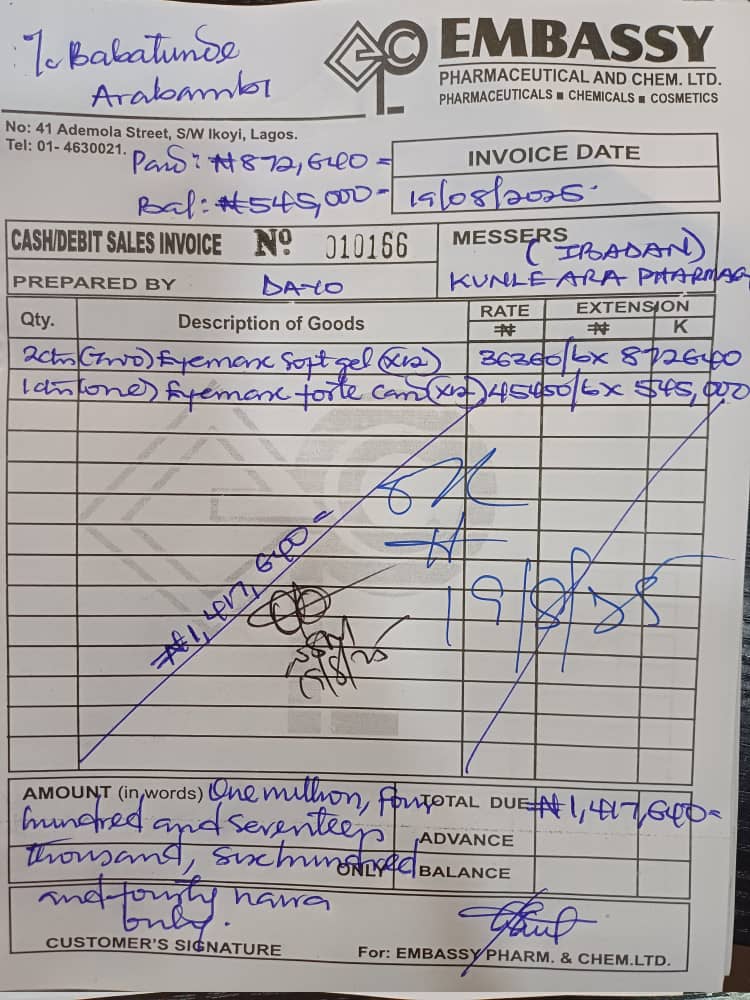 ℅ Babatunde
Arabambi
EMBASSY
PHARMACEUTICAL AND CHEM. LTD.
PHARMACEUTICALS ■ CHEMICALS ■ COSMETICS
No: 41 Ademola Street, S/W Ikoyi, Lagos.
Tel: 01- 4630021.
Paid: ₦872,640=
Bal: ₦545,000=
INVOICE DATE
19/08/2025.
CASH/DEBIT SALES INVOICE Nº 010166
MESSERS (IBADAN)
KUNLE ARA PHARMAC
PREPARED BY DAYO
Qty. Description of Goods RATE ₦ EXTENSION ₦ K
2ctn (Two) Eyemax Soft gel (x12) 36360/bx 872640
1ctn (one) Eyemax forte cam (x12) 45450/bx 545,000
OK
19/8/25
₦1,417,640=
SSM
19/8/25
AMOUNT (in words) One million, four
hundred and seventeen
thousand, six hundred
ONLY
and fourty naira
only.
TOTAL DUE ₦1,417,640=
ADVANCE
BALANCE
CUSTOMER'S SIGNATURE
For: EMBASSY PHARM. & CHEM.LTD.